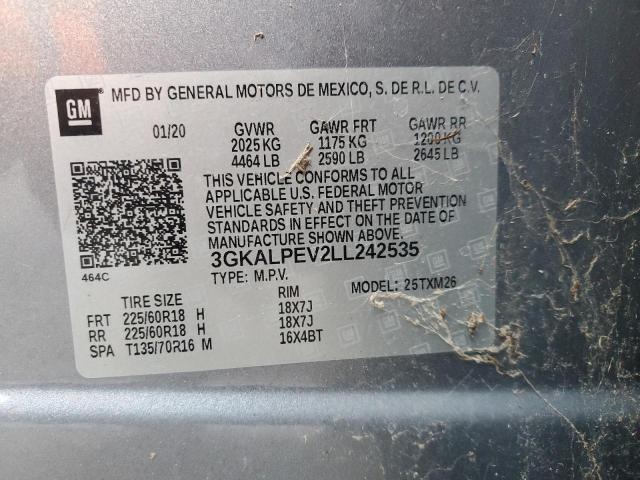 GM
MFD BY GENERAL MOTORS DE MEXICO, S. DE R.L. DE C.V.
01/20 GVWR GAWR FRT GAWR RR
2025 KG 1175 KG 1200 KG
4464 LB 2590 LB 2645 LB
THIS VEHICLE CONFORMS TO ALL
APPLICABLE U.S. FEDERAL MOTOR
VEHICLE SAFETY AND THEFT PREVENTION
STANDARDS IN EFFECT ON THE DATE OF
MANUFACTURE SHOWN ABOVE.
464C
3GKALPEV2LL242535
TYPE: M.P.V. MODEL: 25TXM26
TIRE SIZE RIM
FRT 225/60R18 H 18X7J
RR 225/60R18 H 18X7J
SPA T135/70R16 M 16X4BT